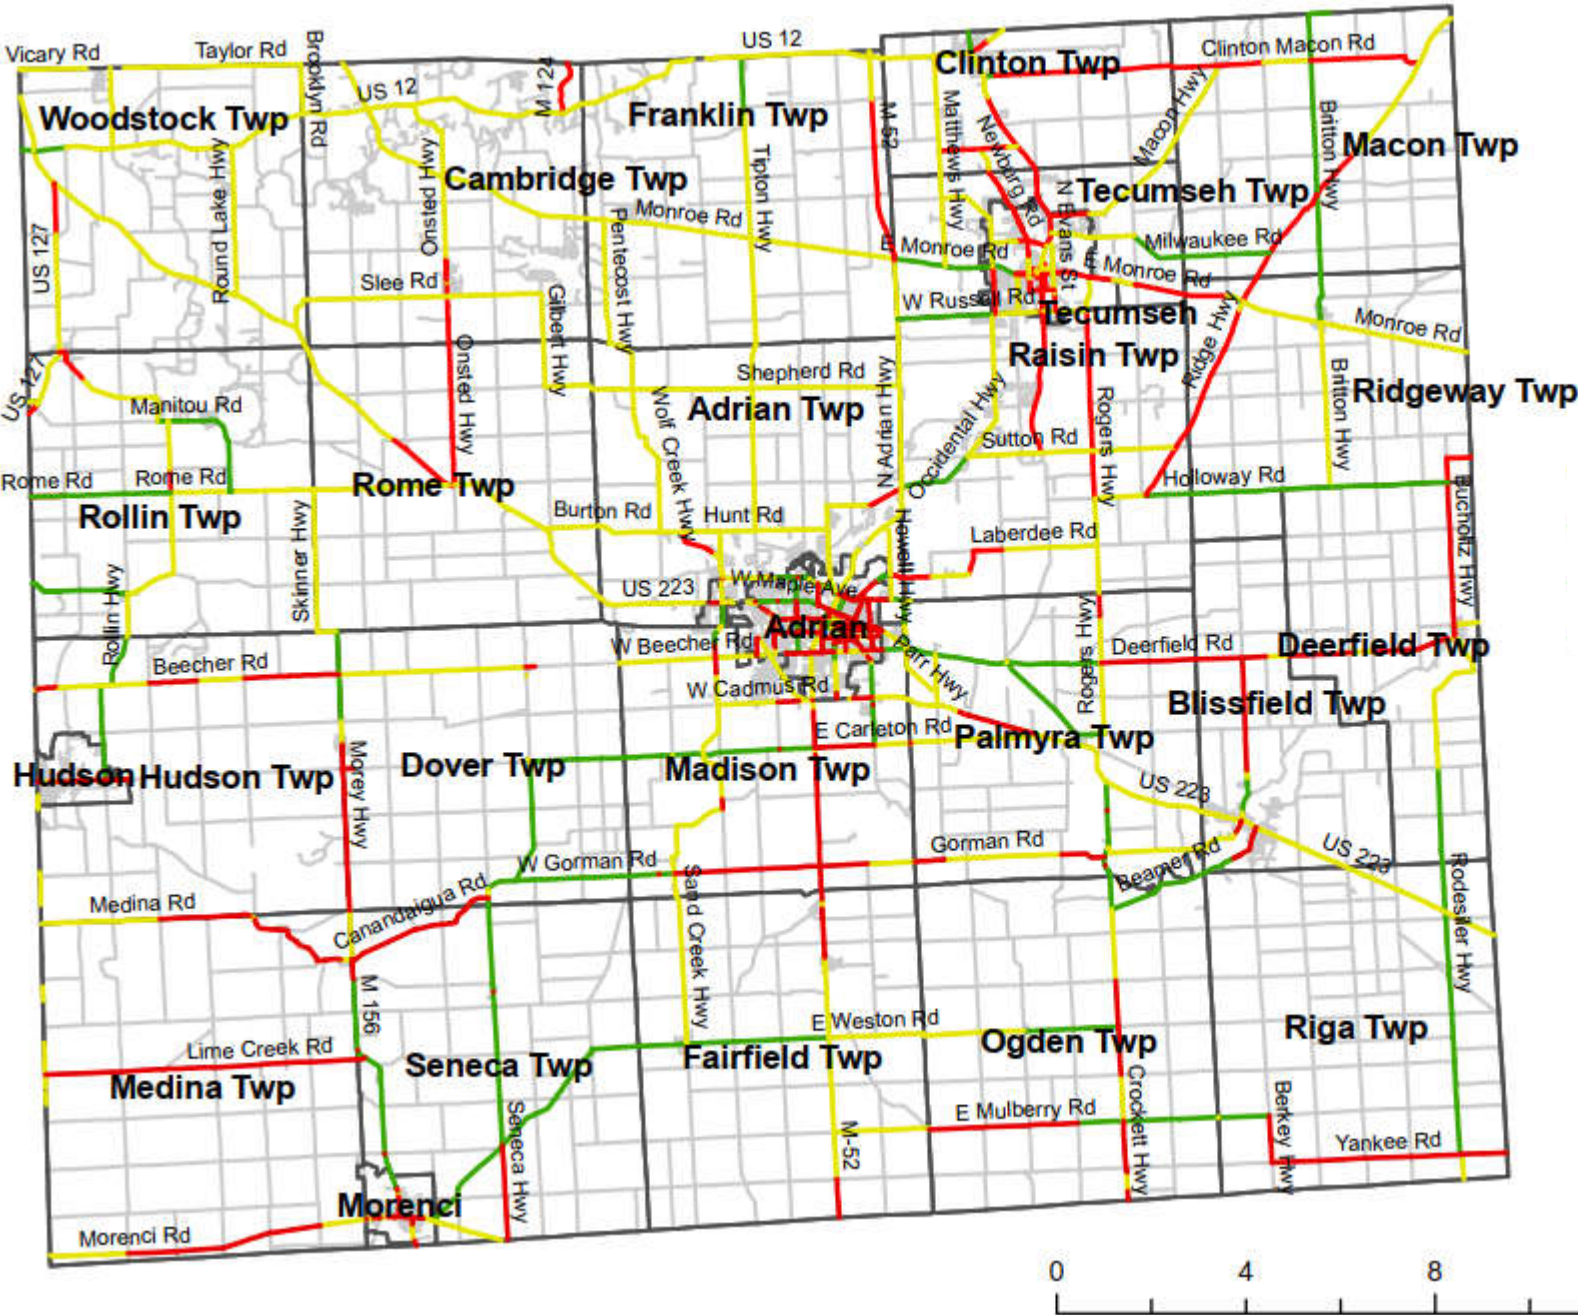 US 12
Vicary Rd
Taylor Rd
Brooklyn Rd
Clinton Macon Rd
Clinton Twp
M 124
US 12
Woodstock Twp
Franklin Twp
M-52
Matthews Hwy
Newberg Rd
Macon Hwy
Britton Hwy
Macon Twp
Round Lake Hwy
Onsted Hwy
Cambridge Twp
Tipton Hwy
Tecumseh Twp
Monroe Rd
Pentecost Hwy
N Evans St
US 127
E Monroe Rd
Milwaukee Rd
E Monroe Rd
Slee Rd
Gilbert Hwy
W Russell Rd
Tecumseh
Monroe Rd
Ridge Hwy
Raisin Twp
Onsted Hwy
US 127
Shepherd Rd
N Adrian Hwy
Britton Hwy
Ridgeway Twp
Manitou Rd
Wolf Creek Hwy
Adrian Twp
Occidental Hwy
Rogers Hwy
Sutton Rd
Rome Rd
Rome Rd
Rome Twp
Holloway Rd
Rollin Twp
Skinner Hwy
Burton Rd
Hunt Rd
Howell Hwy
Laberdee Rd
Bucholtz Hwy
Rollin Hwy
US 223
W Maple Ave
Adrian
W Beecher Rd
Parr Hwy
Rogers Hwy
Deerfield Rd
Deerfield Twp
Beecher Rd
W Cadmus Rd
Blissfield Twp
E Carleton Rd
Palmyra Twp
Hudson
Hudson Twp
Morey Hwy
Dover Twp
Madison Twp
US 223
W Gorman Rd
Gorman Rd
US 223
Beamer Rd
Rodesiler Hwy
Medina Rd
Canandaigua Rd
Sand Creek Hwy
M 156
E Weston Rd
Riga Twp
Lime Creek Rd
Seneca Twp
Fairfield Twp
Ogden Twp
Medina Twp
Seneca Hwy
M-52
E Mulberry Rd
Crockett Hwy
Berkey Hwy
Yankee Rd
Morenci
Morenci Rd
0 4 8